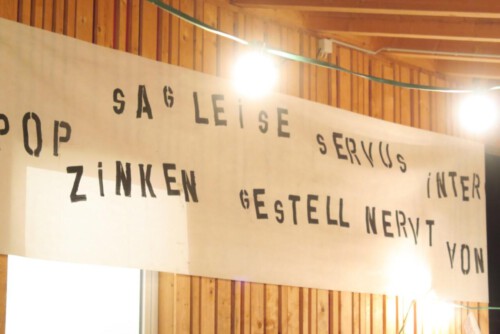 POP SAG LEiSE SERVUS iNTER
ZiNKEN GESTELL NERVT VON